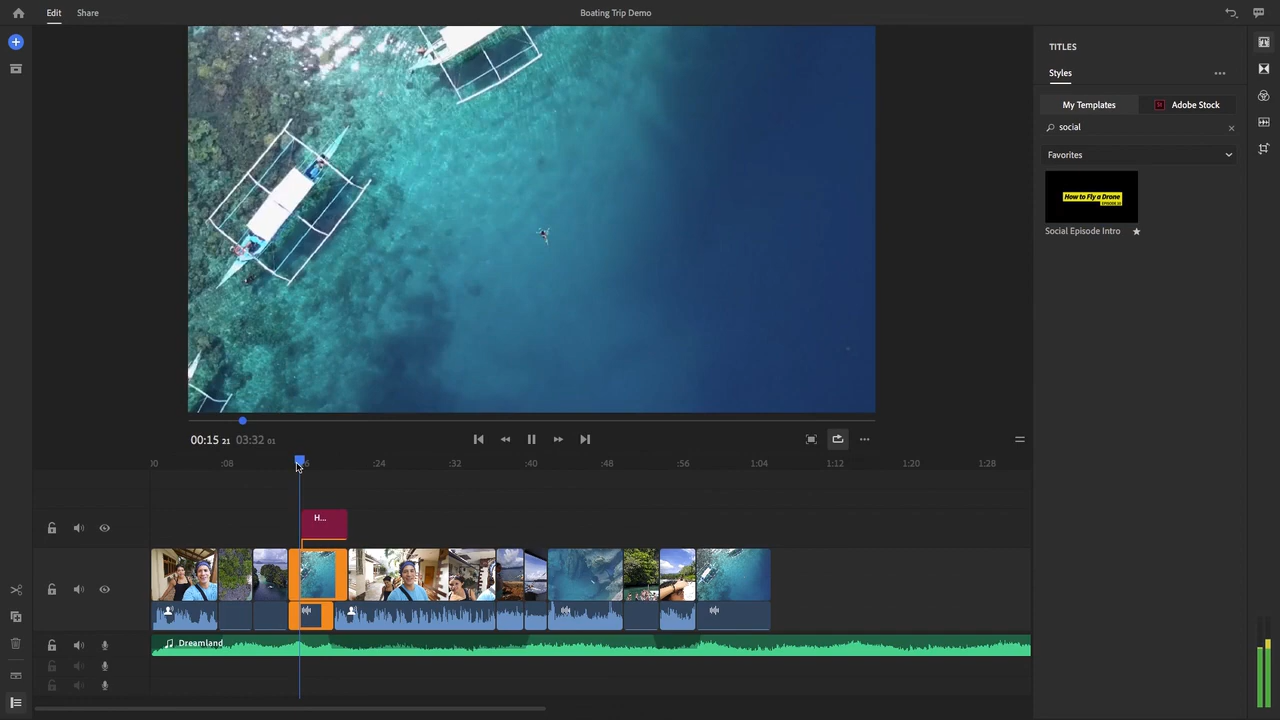 Edit Share Boating Trip Demo
TITLES
Styles
My Templates St Adobe Stock
social
Favorites
How to Fly a Drone
Social Episode Intro
00:15 21 03:32 01
:00 :08 :24 :32 :40 :48 :56 1:04 1:12 1:20 1:28
H...
Dreamland